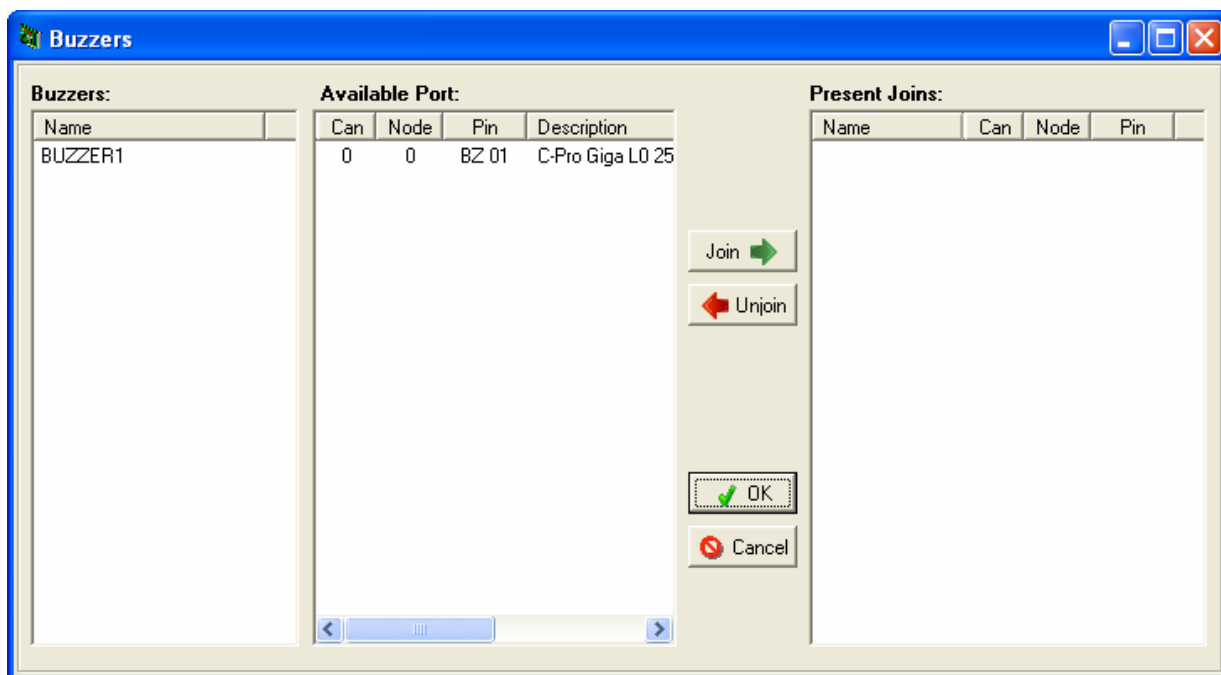 Buzzers
Buzzers:
Name
BUZZER1
Available Port:
Can Node Pin Description
0 0 BZ 01 C-Pro Giga L0 25
Join
Unjoin
OK
Cancel
Present Joins:
Name Can Node Pin